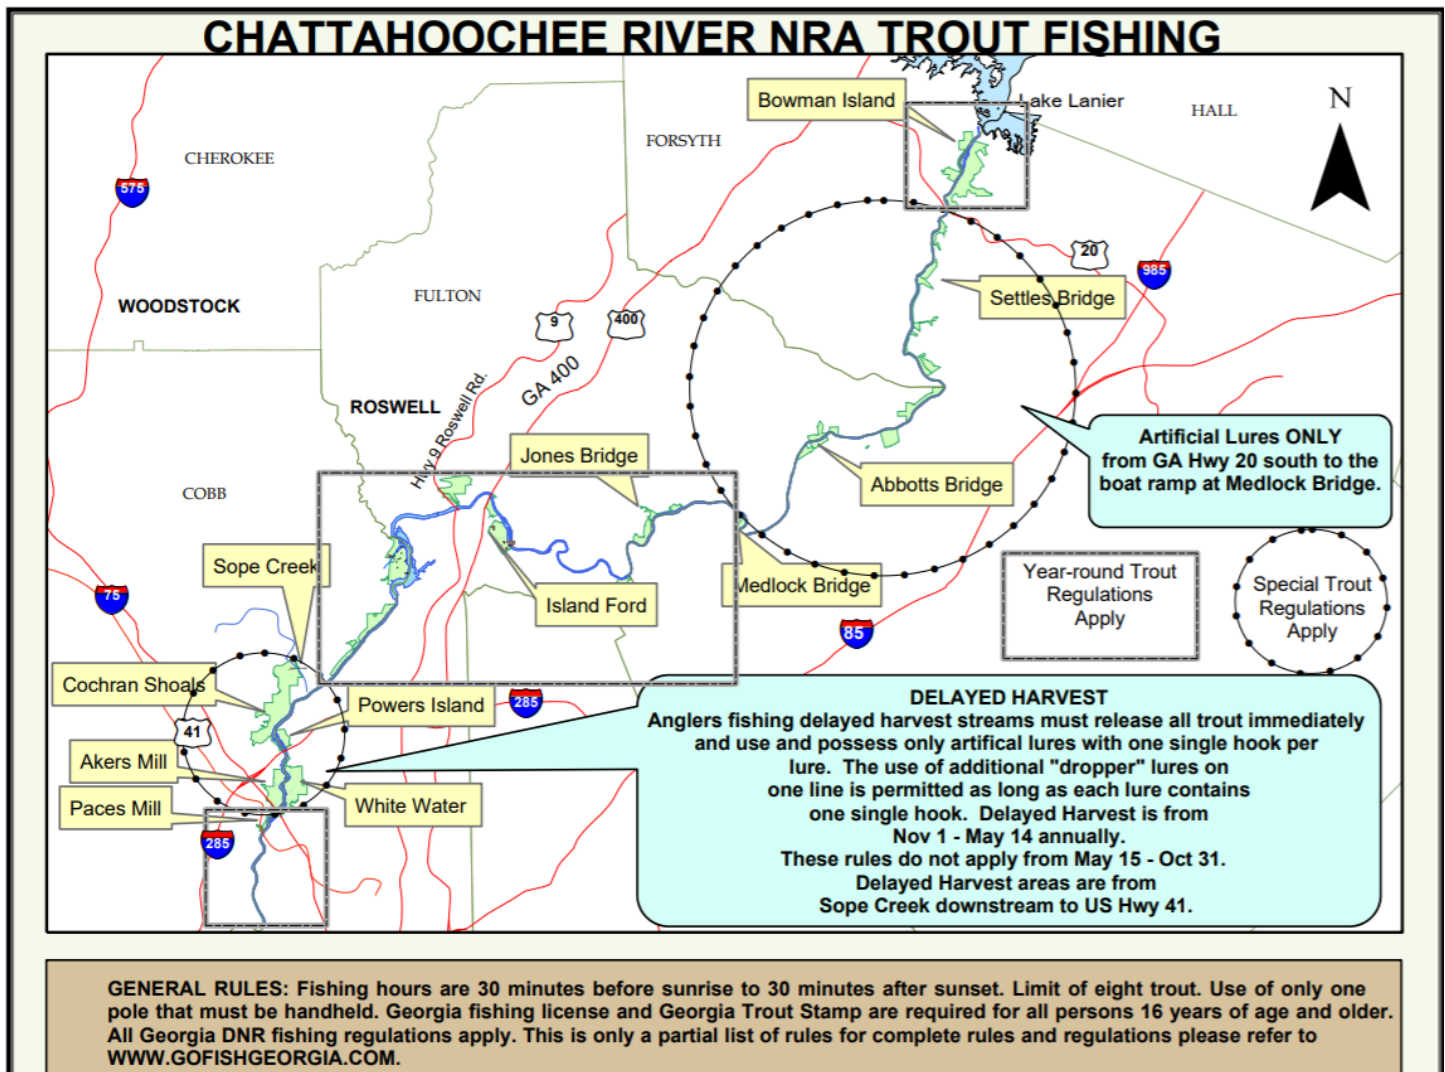 CHATTAHOOCHEE RIVER NRA TROUT FISHING
Bowman Island
Lake Lanier
HALL
N
FORSYTH
CHEROKEE
575
20
985
Settles Bridge
FULTON
WOODSTOCK
9
400
GA 400
Hwy 9 Roswell Rd.
ROSWELL
Artificial Lures ONLY
from GA Hwy 20 south to the
boat ramp at Medlock Bridge.
Jones Bridge
Abbotts Bridge
COBB
Sope Creek
Island Ford
Medlock Bridge
Year-round Trout
Regulations
Apply
Special Trout
Regulations
Apply
75
85
Cochran Shoals
Powers Island
285
41
Akers Mill
White Water
Paces Mill
285
DELAYED HARVEST
Anglers fishing delayed harvest streams must release all trout immediately
and use and possess only artifical lures with one single hook per
lure. The use of additional "dropper" lures on
one line is permitted as long as each lure contains
one single hook. Delayed Harvest is from
Nov 1 - May 14 annually.
These rules do not apply from May 15 - Oct 31.
Delayed Harvest areas are from
Sope Creek downstream to US Hwy 41.
GENERAL RULES: Fishing hours are 30 minutes before sunrise to 30 minutes after sunset. Limit of eight trout. Use of only one
pole that must be handheld. Georgia fishing license and Georgia Trout Stamp are required for all persons 16 years of age and older.
All Georgia DNR fishing regulations apply. This is only a partial list of rules for complete rules and regulations please refer to
WWW.GOFISHGEORGIA.COM.